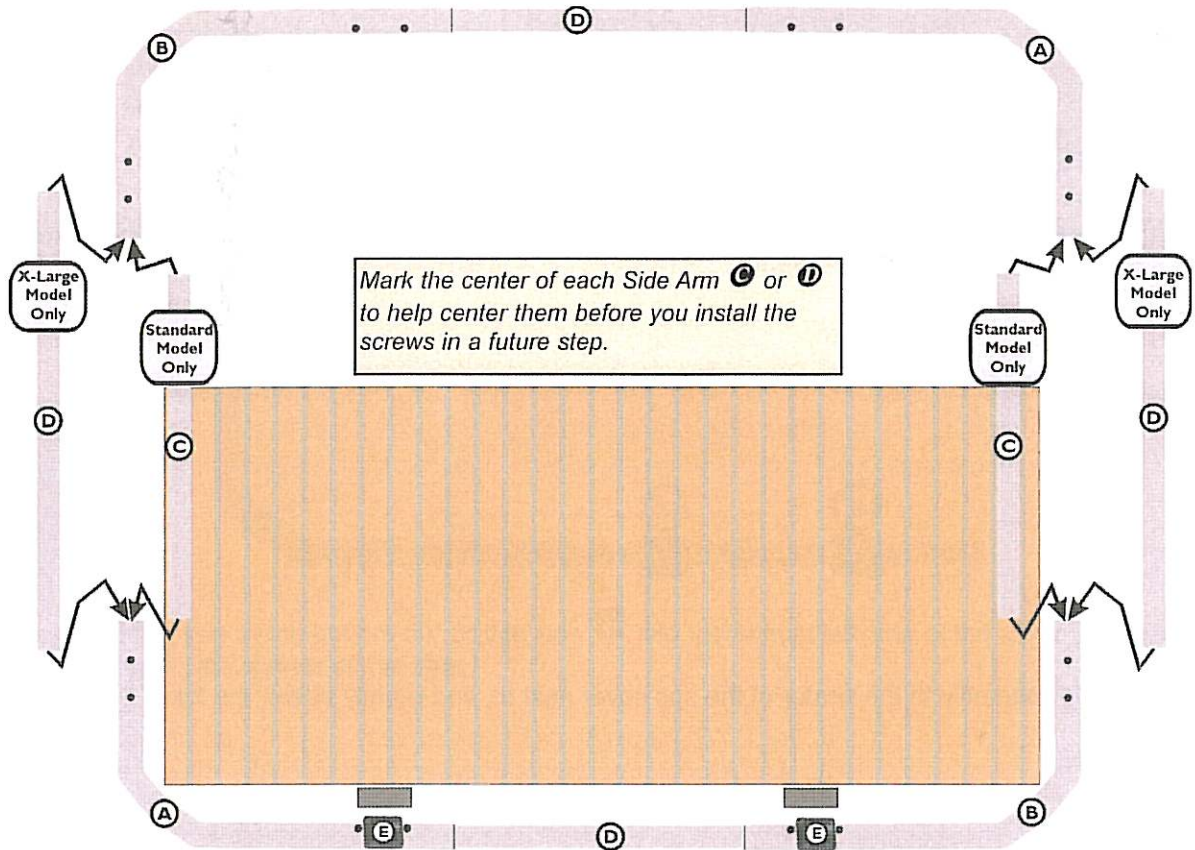 D
B
A
X-Large
Model
Only
X-Large
Model
Only
Mark the center of each Side Arm C or D
to help center them before you install the
screws in a future step.
Standard
Model
Only
Standard
Model
Only
D
C
C
D
A
E
D
E
B